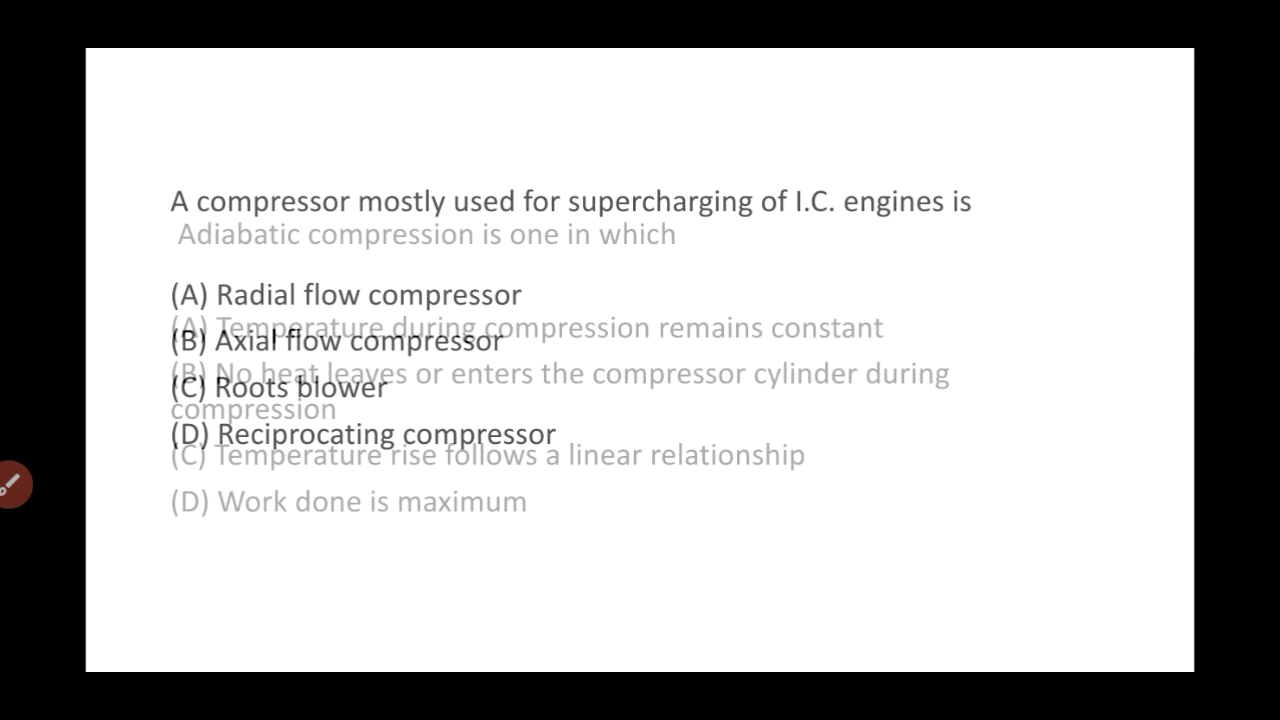 A compressor mostly used for supercharging of I.C. engines is
Adiabatic compression is one in which
(A) Radial flow compressor
(A) Temperature during compression remains constant
(B) Axial flow compressor
(B) No heat leaves or enters the compressor cylinder during
(C) Roots blower
compression
(D) Reciprocating compressor
(C) Temperature rise follows a linear relationship
(D) Work done is maximum